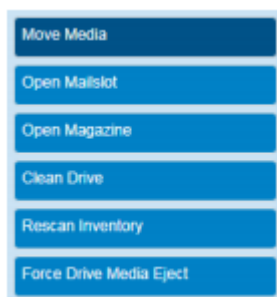 Move Media
Open Mailslot
Open Magazine
Clean Drive
Rescan Inventory
Force Drive Media Eject